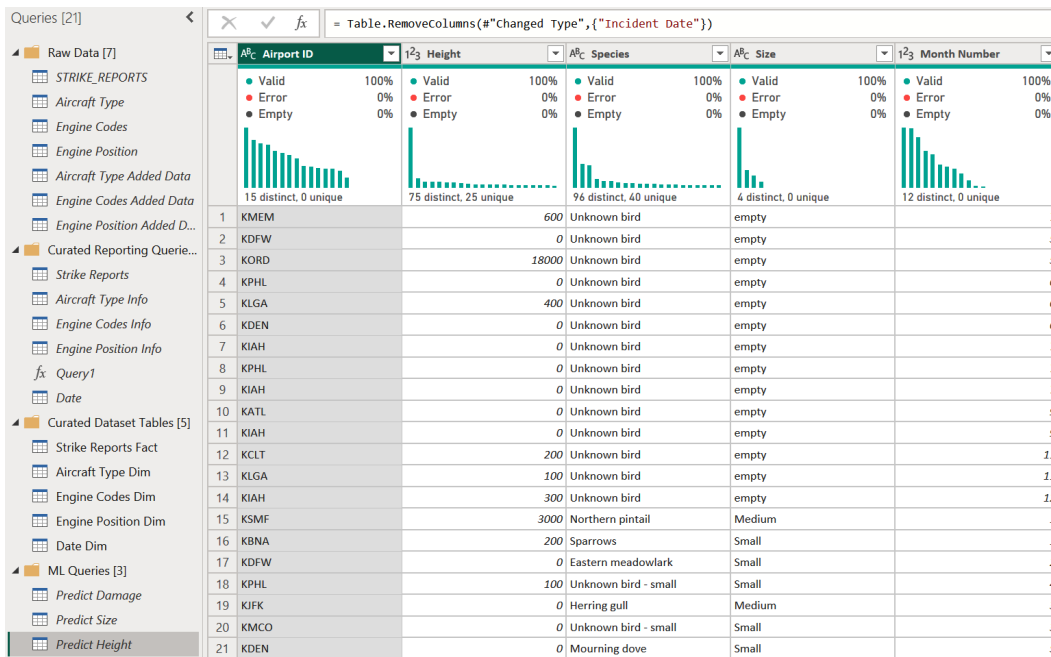 Queries [21]
Raw Data [7]
STRIKE_REPORTS
Aircraft Type
Engine Codes
Engine Position
Aircraft Type Added Data
Engine Codes Added Data
Engine Position Added D...
Curated Reporting Querie...
Strike Reports
Aircraft Type Info
Engine Codes Info
Engine Position Info
fx Query1
Date
Curated Dataset Tables [5]
Strike Reports Fact
Aircraft Type Dim
Engine Codes Dim
Engine Position Dim
Date Dim
ML Queries [3]
Predict Damage
Predict Size
Predict Height
fx = Table.RemoveColumns(#"Changed Type",{"Incident Date"})
ABC Airport ID 123 Height ABC Species ABC Size 123 Month Number
Valid 100% Valid 100% Valid 100% Valid 100% Valid 100%
Error 0% Error 0% Error 0% Error 0% Error 0%
Empty 0% Empty 0% Empty 0% Empty 0% Empty 0%
15 distinct, 0 unique 75 distinct, 25 unique 96 distinct, 40 unique 4 distinct, 0 unique 12 distinct, 0 unique
1 KMEM 600 Unknown bird empty
2 KDFW 0 Unknown bird empty
3 KORD 18000 Unknown bird empty
4 KPHL 0 Unknown bird empty
5 KLGA 400 Unknown bird empty
6 KDEN 0 Unknown bird empty
7 KIAH 0 Unknown bird empty
8 KPHL 0 Unknown bird empty
9 KIAH 0 Unknown bird empty
10 KATL 0 Unknown bird empty
11 KIAH 0 Unknown bird empty
12 KCLT 200 Unknown bird empty
13 KLGA 100 Unknown bird empty
14 KIAH 300 Unknown bird empty
15 KSMF 3000 Northern pintail Medium
16 KBNA 200 Sparrows Small
17 KDFW 0 Eastern meadowlark Small
18 KPHL 100 Unknown bird - small Small
19 KJFK 0 Herring gull Medium
20 KMCO 0 Unknown bird - small Small
21 KDEN 0 Mourning dove Small